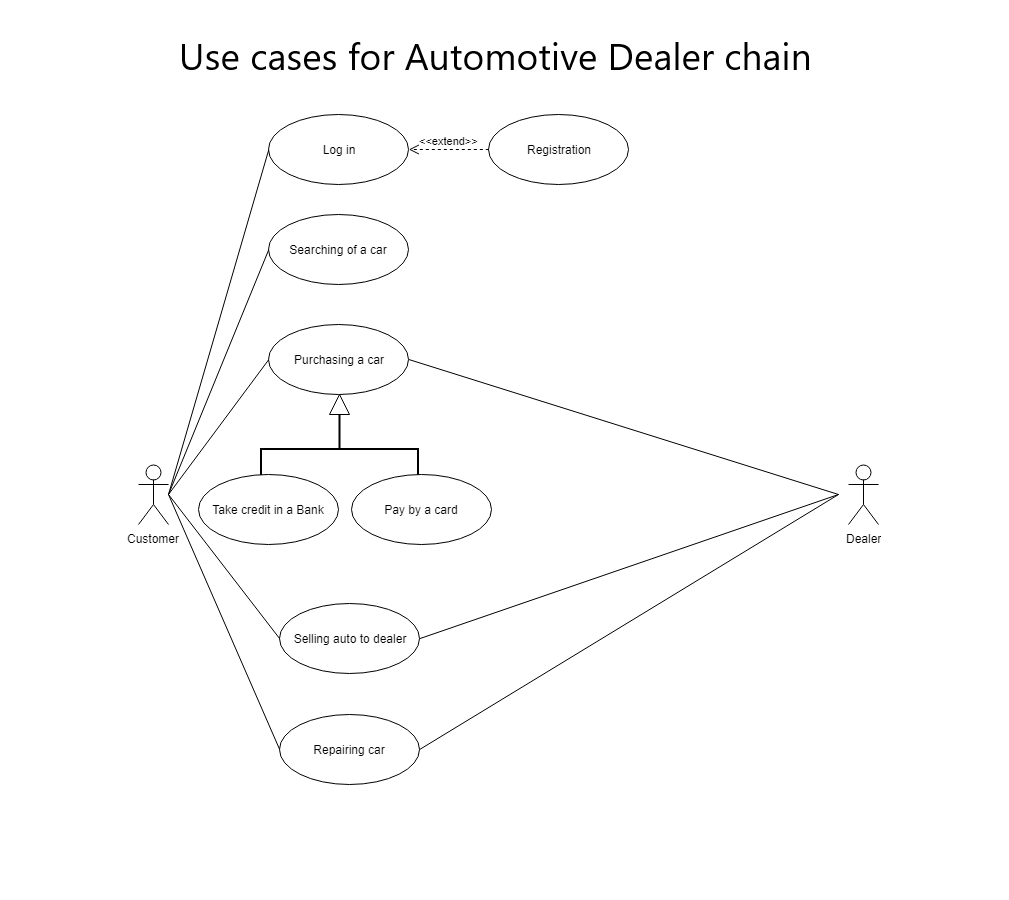 Use cases for Automotive Dealer chain
Log in
<<extend>>
Registration
Searching of a car
Purchasing a car
Take credit in a Bank
Pay by a card
Customer
Dealer
Selling auto to dealer
Repairing car